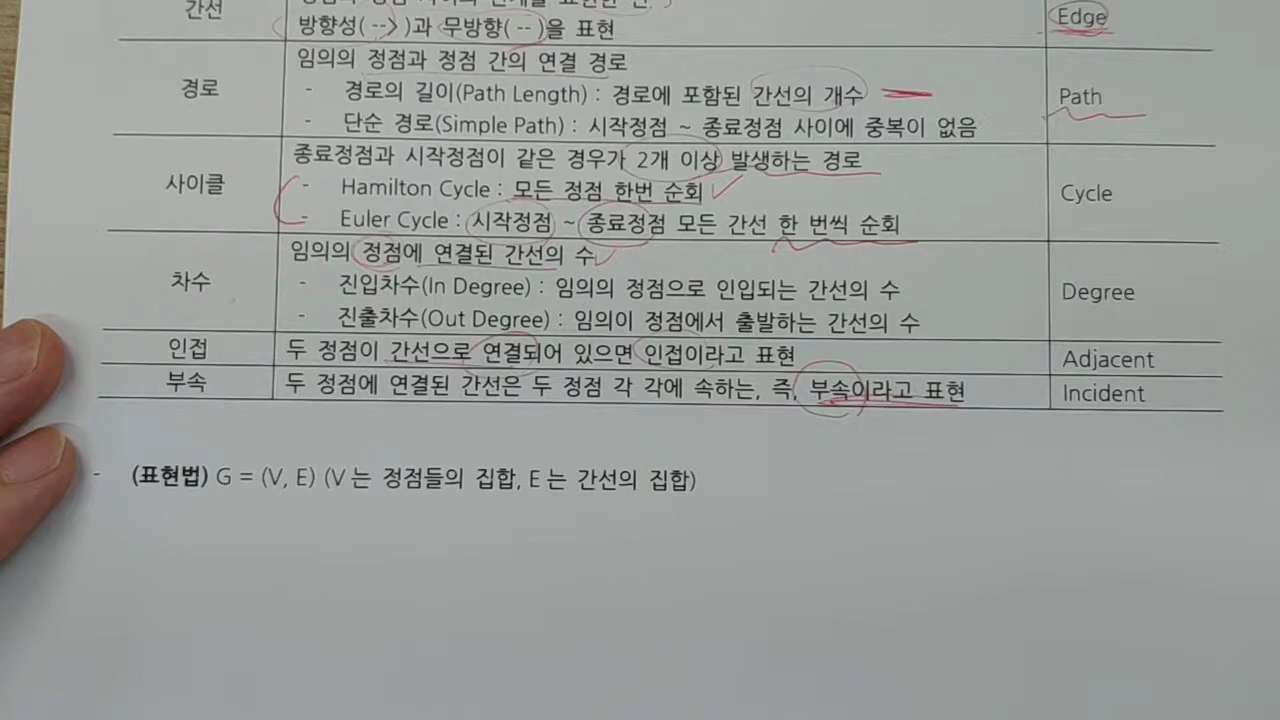 간선
방향성( --> )과 무방향( -- )을 표현
Edge
임의의 정점과 정점 간의 연결 경로
경로
- 경로의 길이(Path Length) : 경로에 포함된 간선의 개수
Path
- 단순 경로(Simple Path) : 시작정점 ~ 종료정점 사이에 중복이 없음
종료정점과 시작정점이 같은 경우가 2개 이상 발생하는 경로
사이클
- Hamilton Cycle : 모든 정점 한번 순회
Cycle
- Euler Cycle : 시작정점 ~ 종료정점 모든 간선 한 번씩 순회
임의의 정점에 연결된 간선의 수
차수
- 진입차수(In Degree) : 임의의 정점으로 인입되는 간선의 수
Degree
- 진출차수(Out Degree) : 임의이 정점에서 출발하는 간선의 수
인접 두 정점이 간선으로 연결되어 있으면 인접이라고 표현 Adjacent
부속 두 정점에 연결된 간선은 두 정점 각 각에 속하는, 즉, 부속이라고 표현 Incident
- (표현법) G = (V, E) (V 는 정점들의 집합, E 는 간선의 집합)